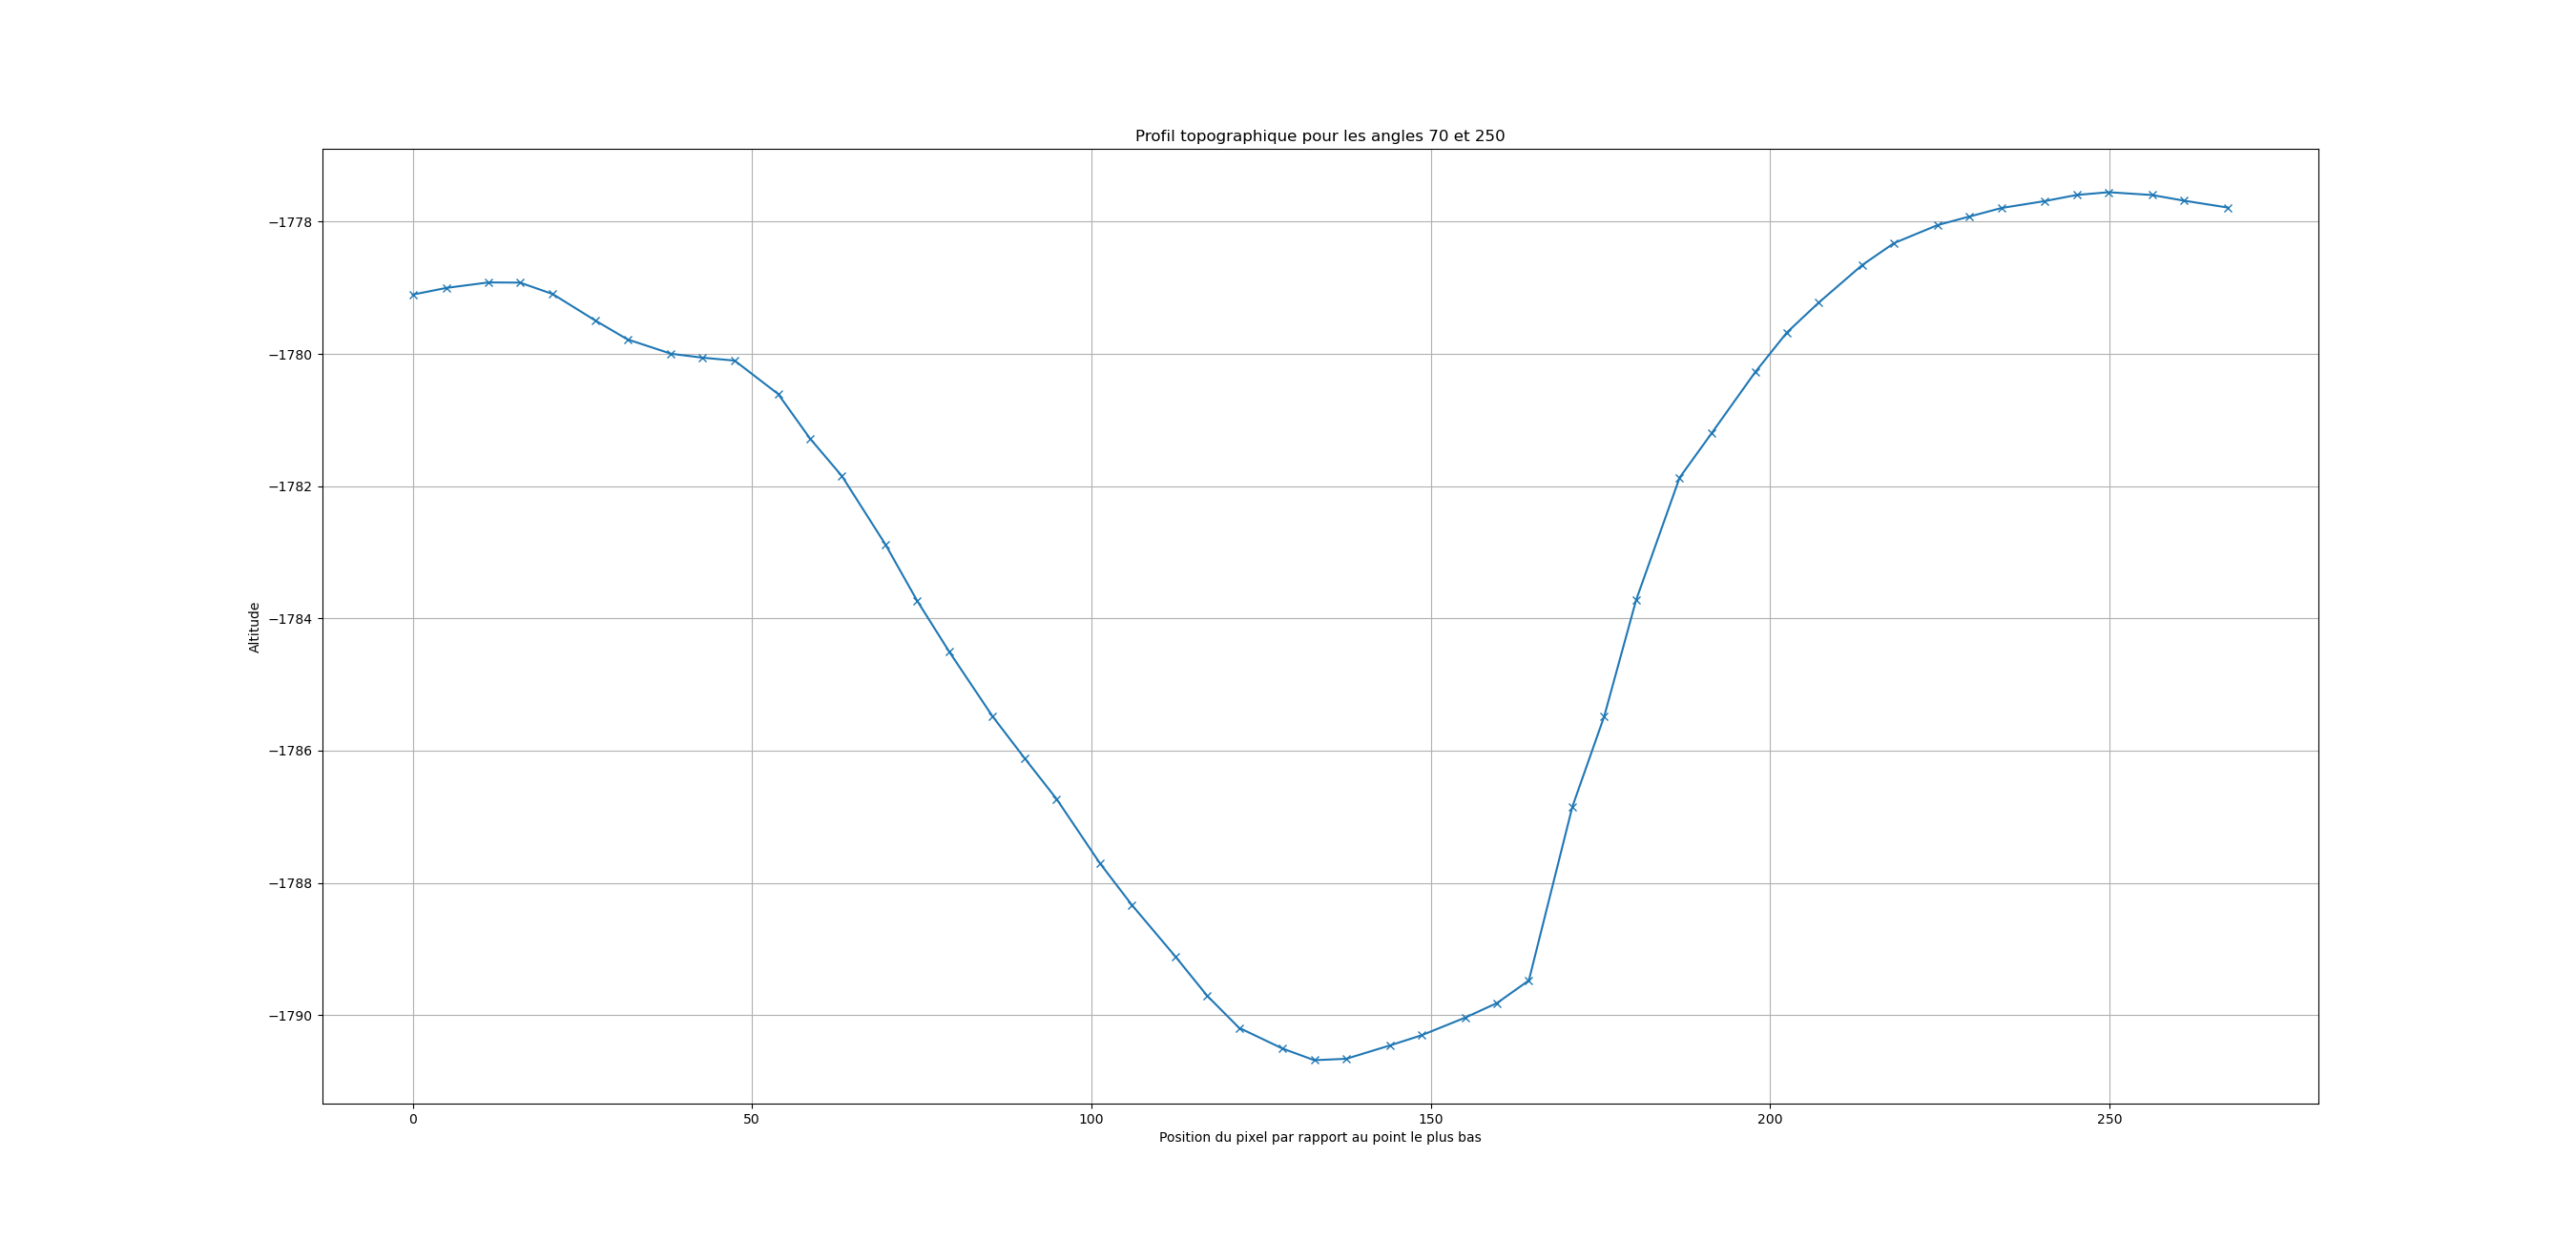 Profil topographique pour les angles 70 et 250
−1778
−1780
−1782
−1784
−1786
−1788
−1790
Altitude
0 50 100 150 200 250
Position du pixel par rapport au point le plus bas